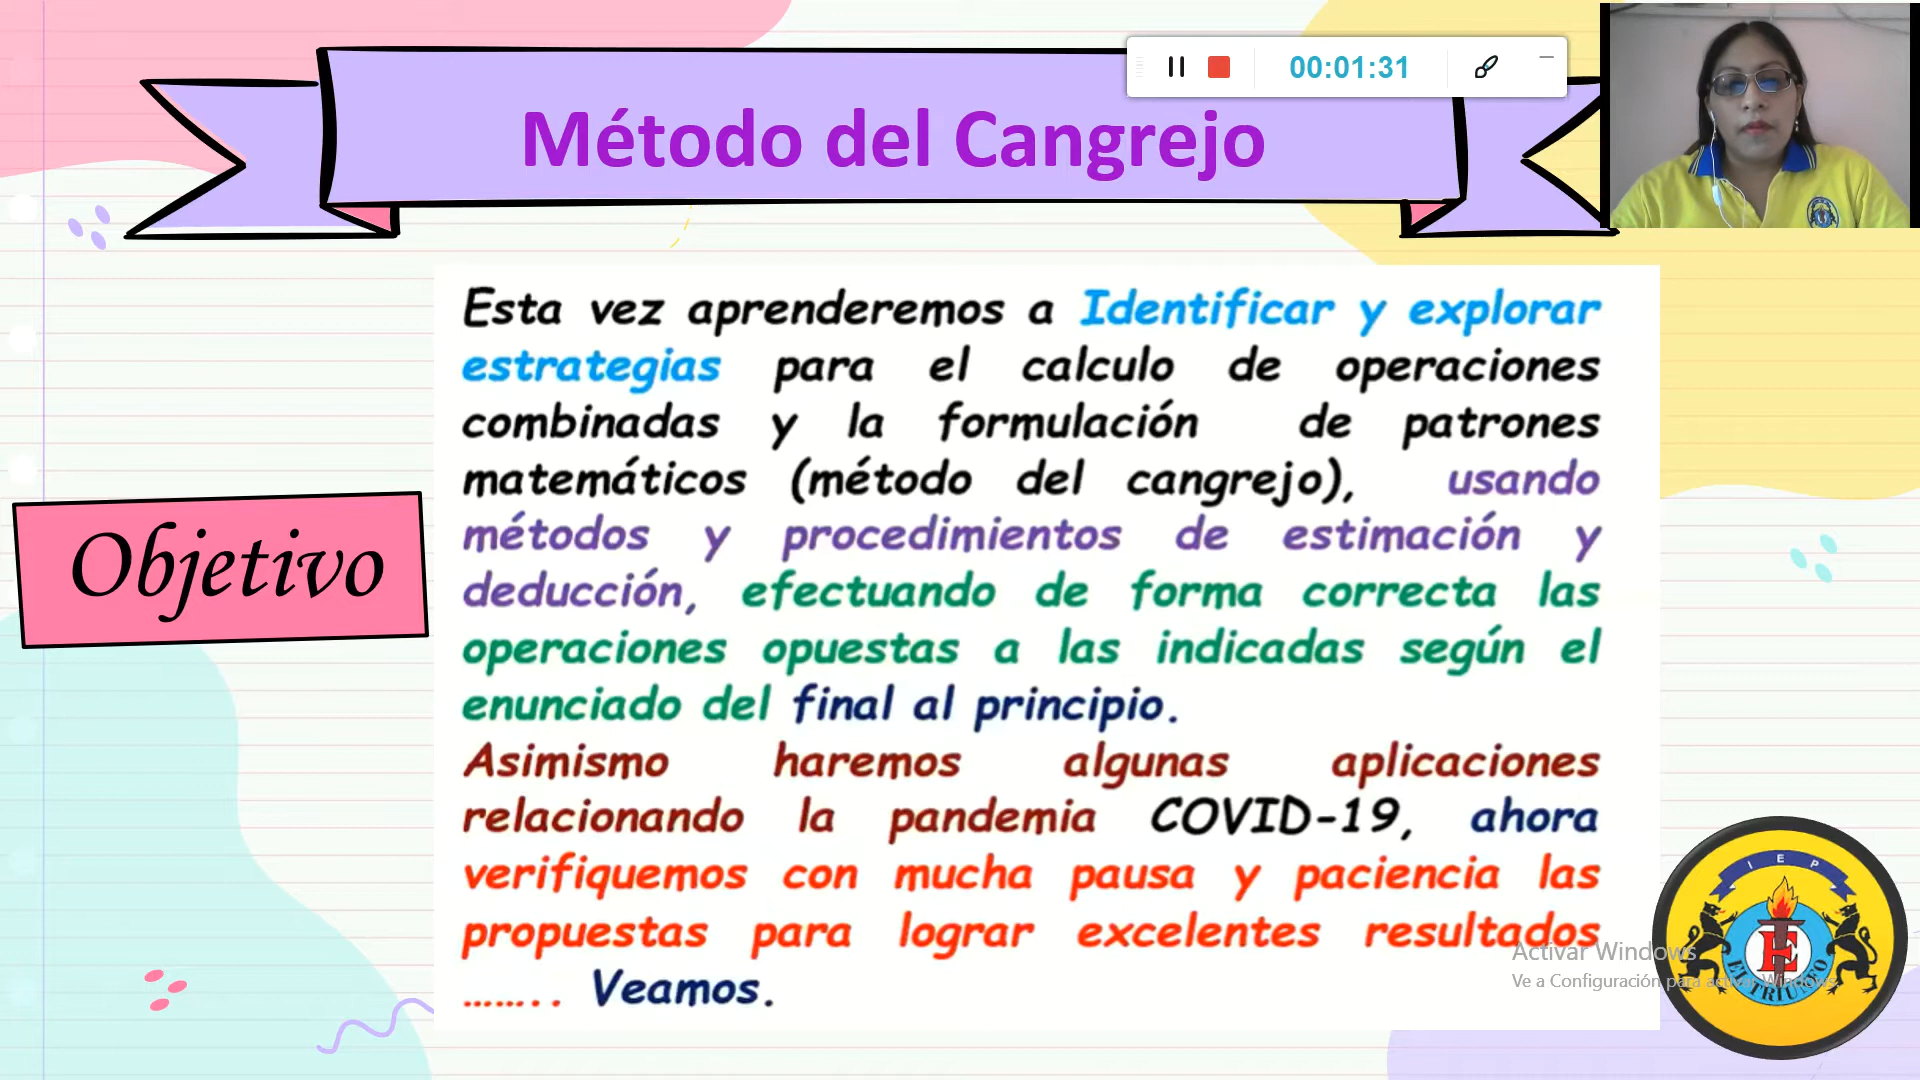 00:01:31
Método del Cangrejo
Objetivo
Esta vez aprenderemos a Identificar y explorar
estrategias para el calculo de operaciones
combinadas y la formulación de patrones
matemáticos (método del cangrejo), usando
métodos y procedimientos de estimación y
deducción, efectuando de forma correcta las
operaciones opuestas a las indicadas según el
enunciado del final al principio.
Asimismo haremos algunas aplicaciones
relacionando la pandemia COVID-19, ahora
verifiquemos con mucha pausa y paciencia las
propuestas para lograr excelentes resultados
…….. Veamos.
Activar Windows
Ve a Configuración para activar Windows.
I E P
E
EL TRIUNFO